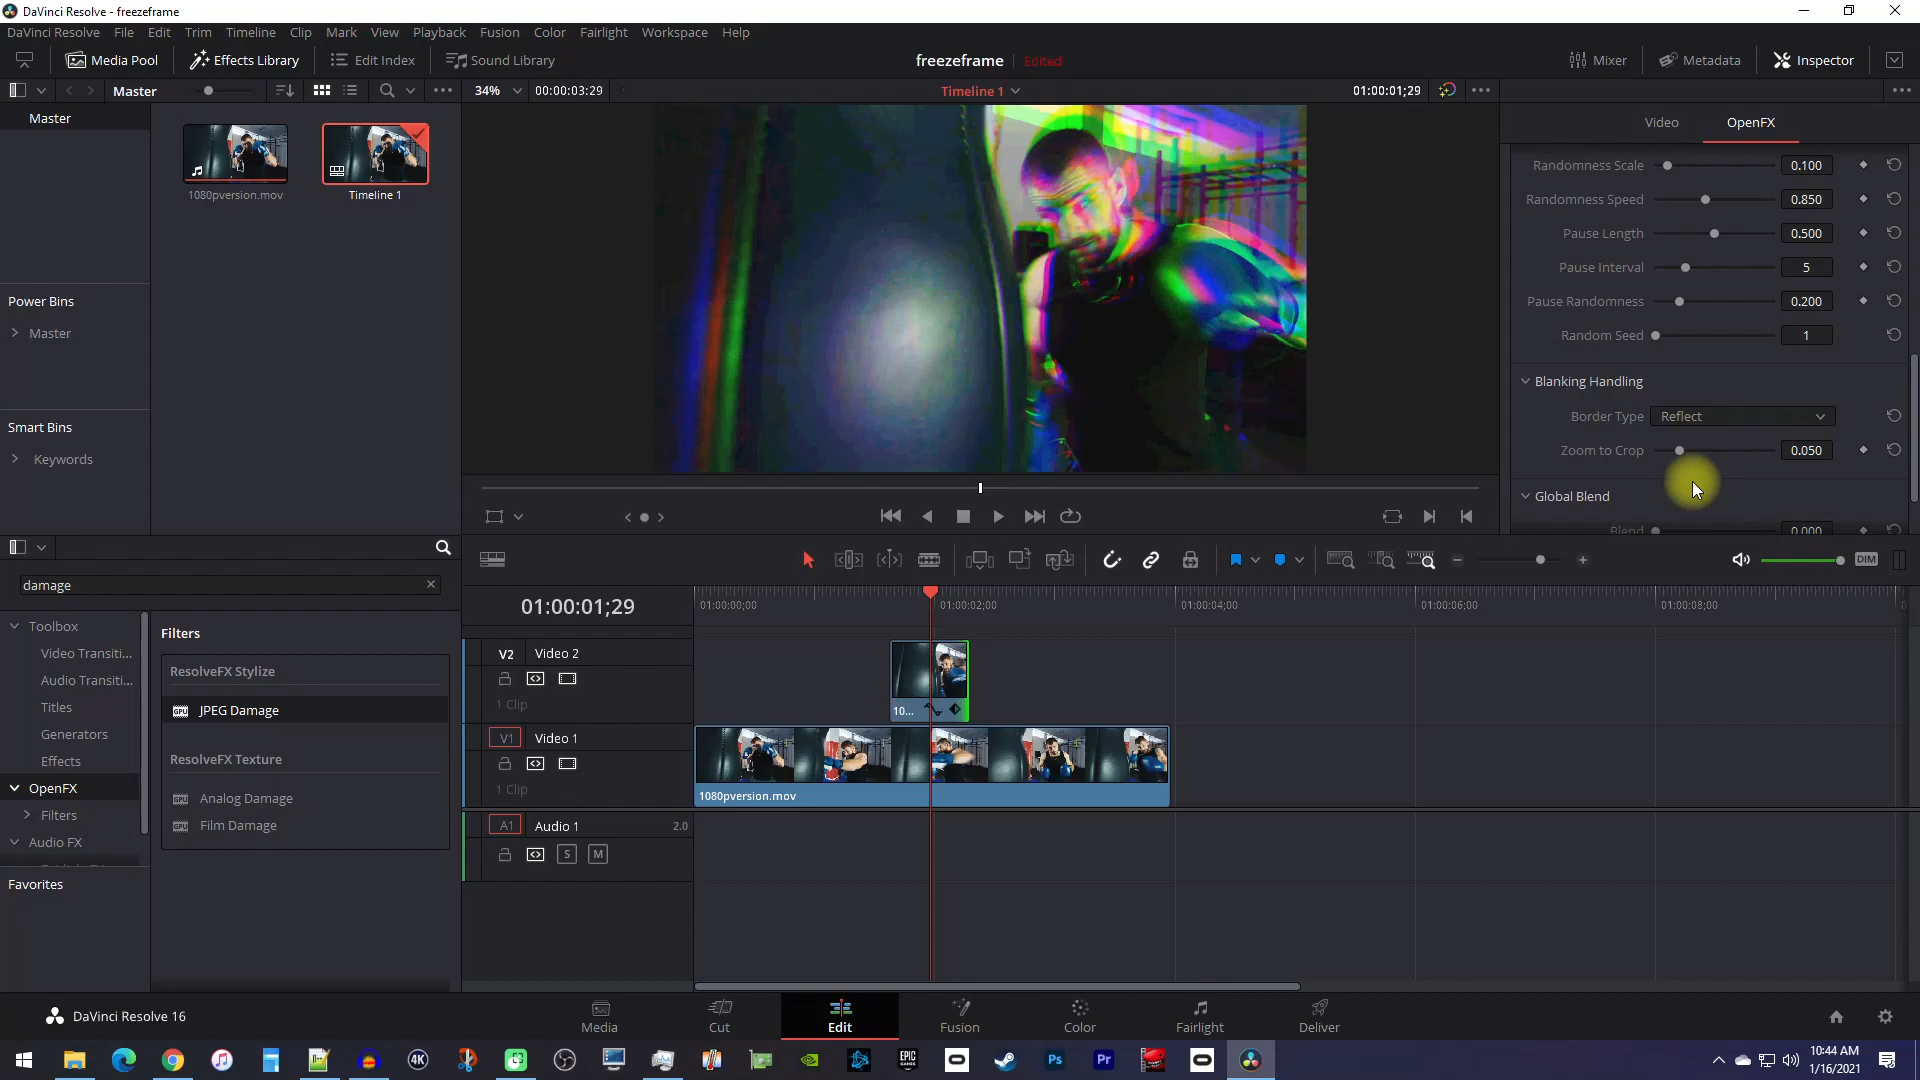 DaVinci Resolve - freezeframe
DaVinci Resolve File Edit Trim Timeline Clip Mark View Playback Fusion Color Fairlight Workspace Help
Media Pool Effects Library Edit Index Sound Library freezeframe Edited Mixer Metadata Inspector
Master 34% 00:00:03:29 Timeline 1 01:00:01;29
Master
1080pversion.mov
Timeline 1
Power Bins
Master
Smart Bins
Keywords
Video OpenFX
Randomness Scale 0.100
Randomness Speed 0.850
Pause Length 0.500
Pause Interval 5
Pause Randomness 0.200
Random Seed 1
Blanking Handling
Border Type Reflect
Zoom to Crop 0.050
Global Blend
Blend 0.000
damage
Toolbox
Video Transiti...
Audio Transiti...
Titles
Generators
Effects
OpenFX
Filters
Audio FX
Favorites
Filters
ResolveFX Stylize
GPU JPEG Damage
ResolveFX Texture
GPU Analog Damage
GPU Film Damage
DIM
01:00:01;29
01:00:00;00 01:00:02;00 01:00:04;00 01:00:06;00 01:00:08;00
V2 Video 2
1 Clip
10...
V1 Video 1
1 Clip
1080pversion.mov
A1 Audio 1 2.0
S M
DaVinci Resolve 16
Media Cut Edit Fusion Color Fairlight Deliver
4K
EPIC GAMES
Ps
Pr
10:44 AM
1/16/2021